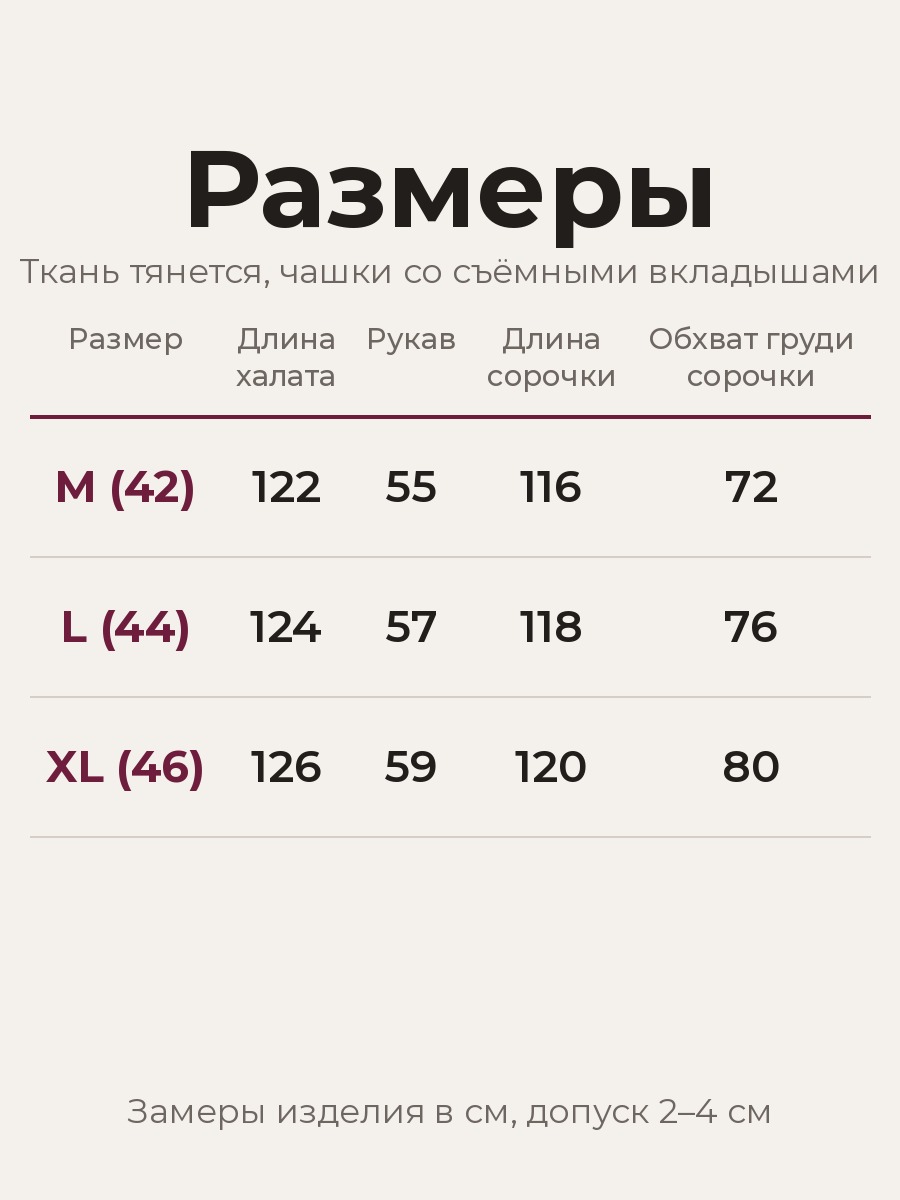 Размеры
Ткань тянется, чашки со съёмными вкладышами
Размер Длина халата Рукав Длина сорочки Обхват груди сорочки
M (42) 122 55 116 72
L (44) 124 57 118 76
XL (46) 126 59 120 80
Замеры изделия в см, допуск 2–4 см